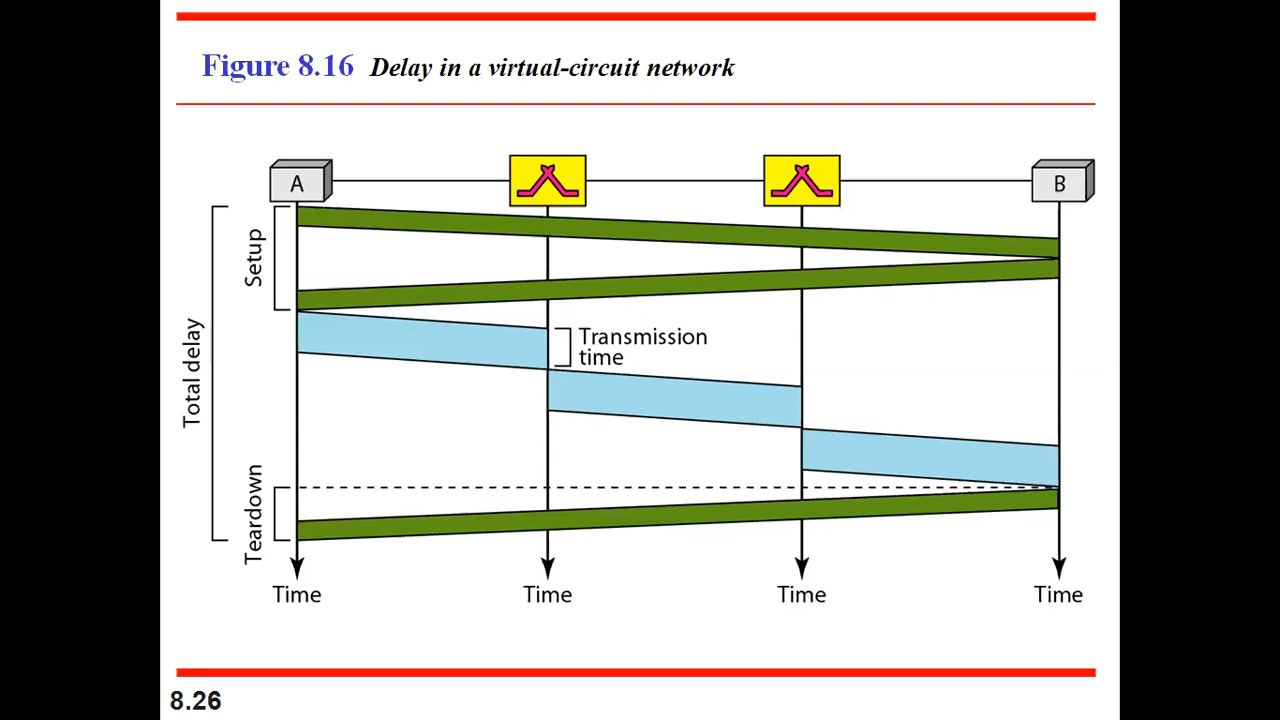 Figure 8.16 Delay in a virtual-circuit network
A
B
Setup
Transmission
time
Total delay
Teardown
Time
Time
Time
Time
8.26